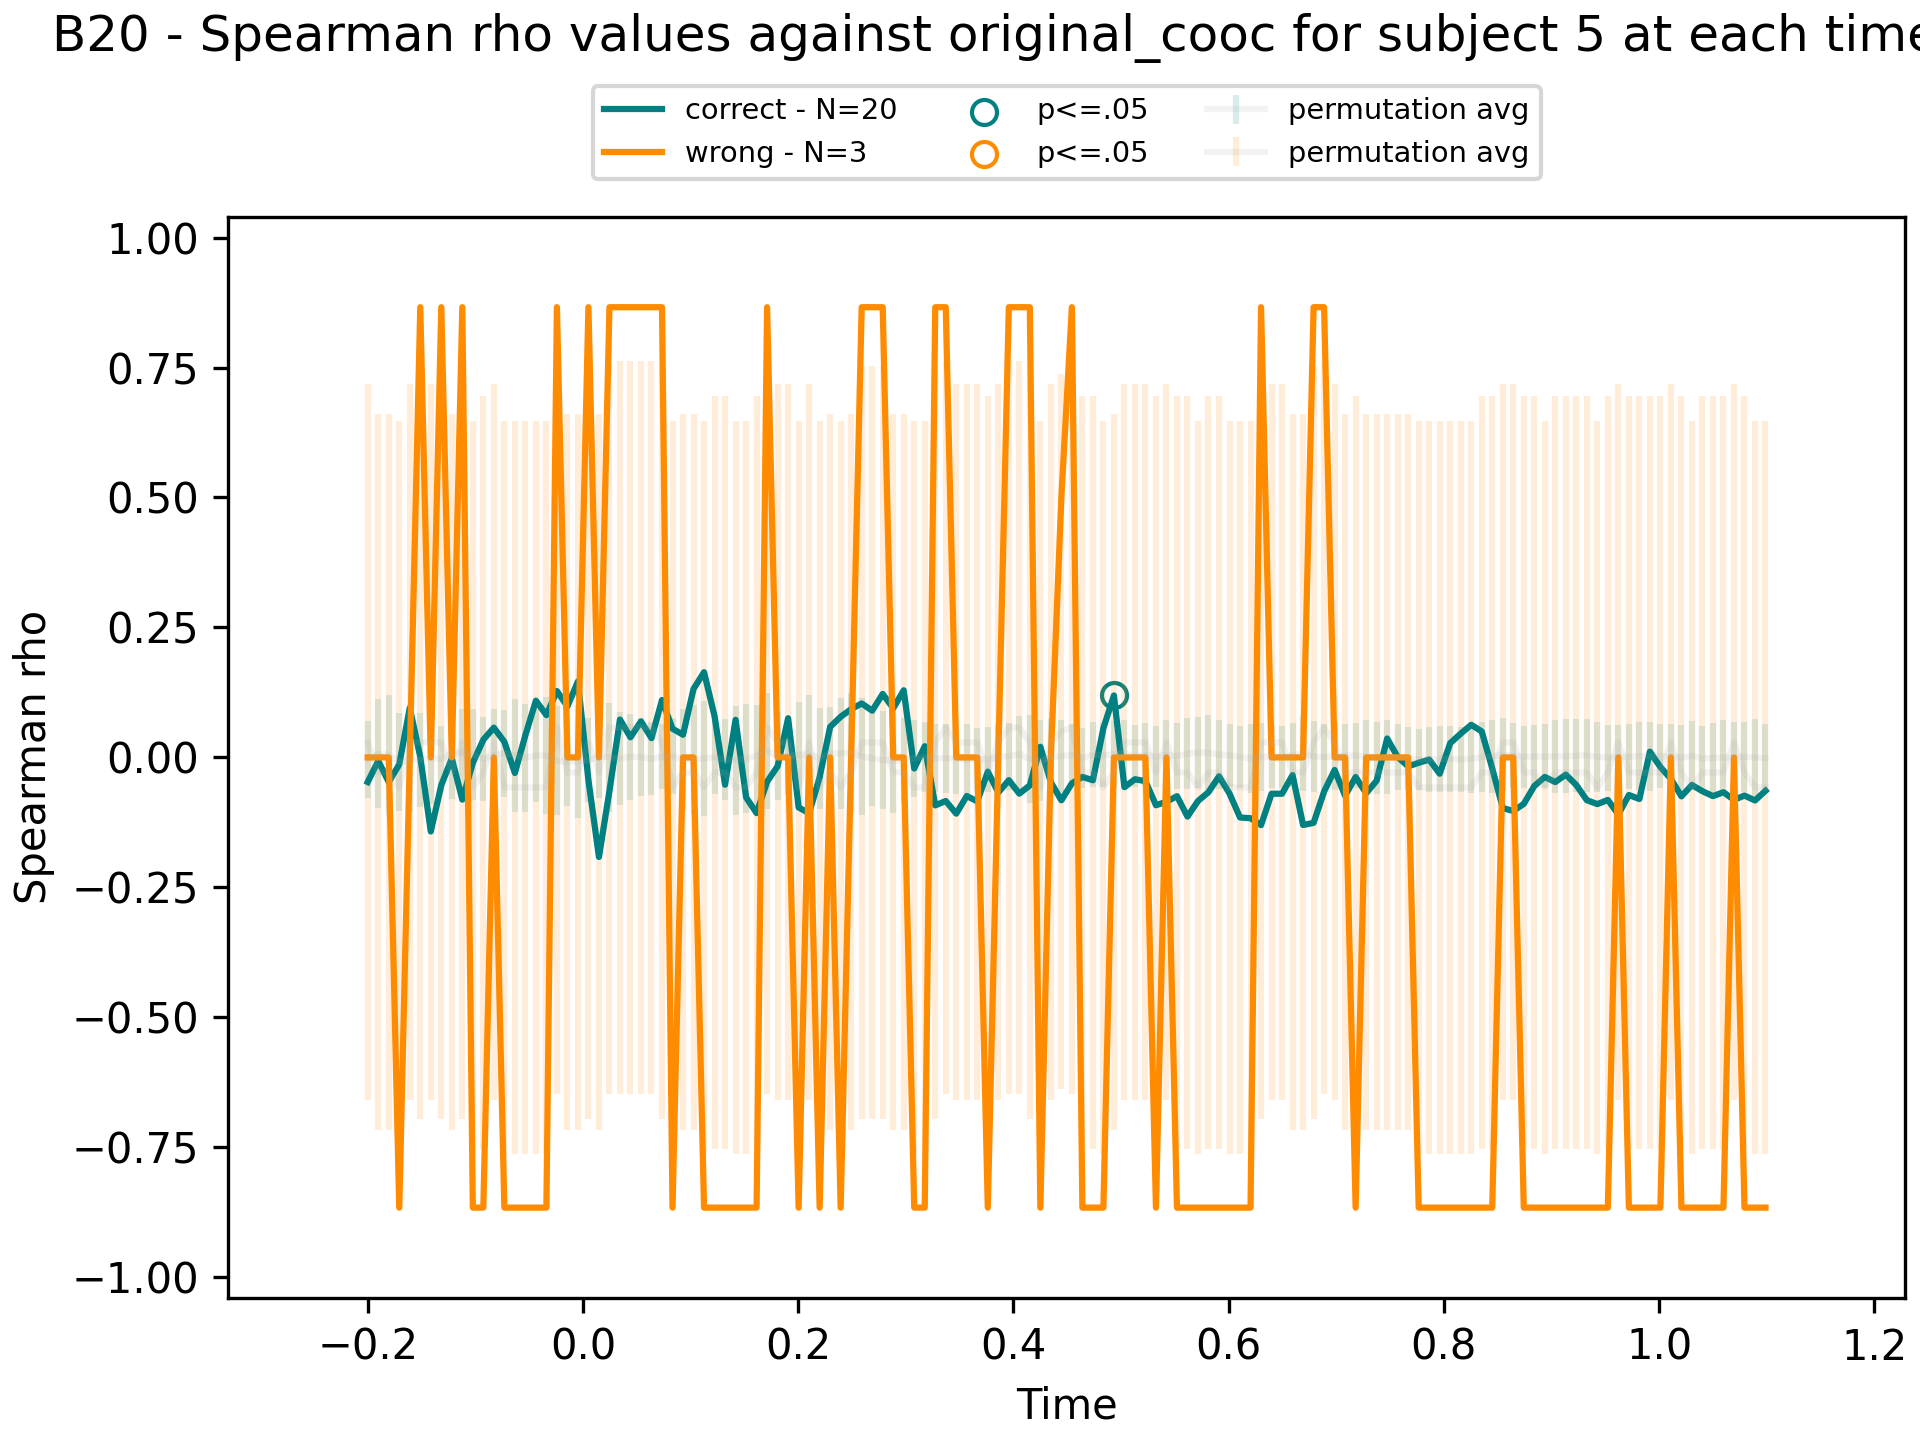 B20 - Spearman rho values against original_cooc for subject 5 at each time
correct - N=20
wrong - N=3
p<=.05
p<=.05
permutation avg
permutation avg
1.00
0.75
0.50
0.25
0.00
−0.25
−0.50
−0.75
−1.00
Spearman rho
−0.2 0.0 0.2 0.4 0.6 0.8 1.0 1.2
Time